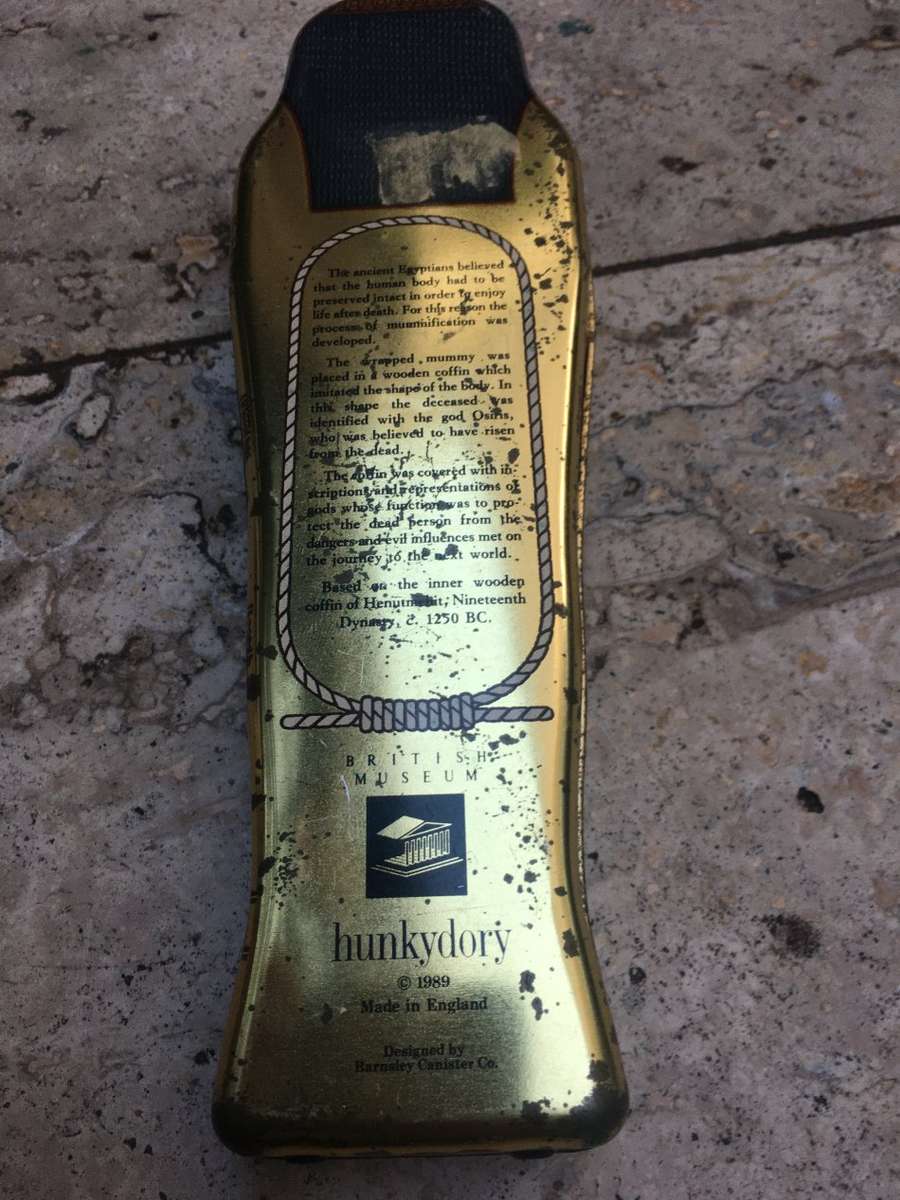 The ancient Egyptians believed
that the human body had to be
preserved intact in order to enjoy
life after death. For this reason the
process of mummification was
developed.
The wrapped mummy was
placed in a wooden coffin which
imitated the shape of the body. In
this shape the deceased was
identified with the god Osiris,
who was believed to have risen
from the dead.
The coffin was covered with in-
scriptions and representations of
gods whose function was to pro-
tect the dead person from the
dangers and evil influences met on
the journey to the next world.
Based on the inner wooden
coffin of Henutmehit, Nineteenth
Dynasty, c. 1250 BC.
BRITISH
MUSEUM
hunkydory
© 1989
Made in England
Designed by
Barnsley Canister Co.